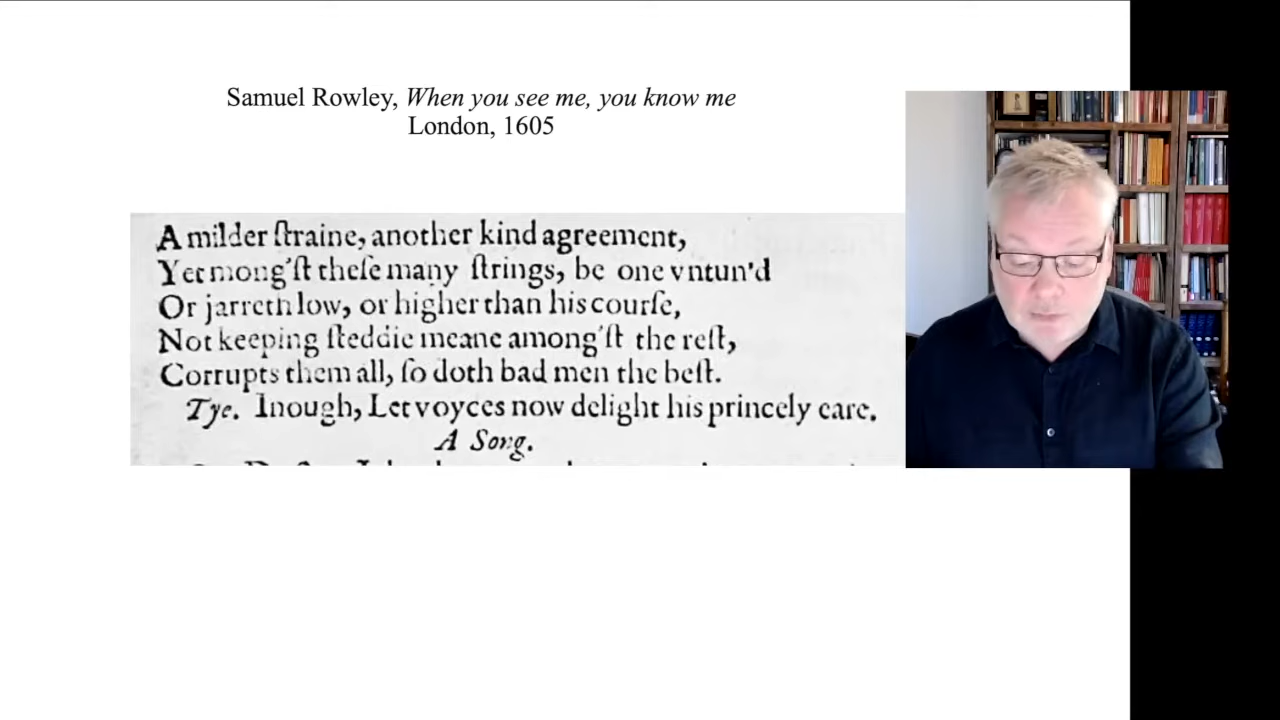 Samuel Rowley, When you see me, you know me
London, 1605
A milder ſtraine, another kind agreement,
Yet mong'ſt theſe many ſtrings, be one vntun'd
Or jarreth low, or higher than his courſe,
Not keeping ſteddie meane among'ſt the reſt,
Corrupts them all, ſo doth bad men the beſt.
Tye. Inough, Let voyces now delight his princely eare.
A Song.